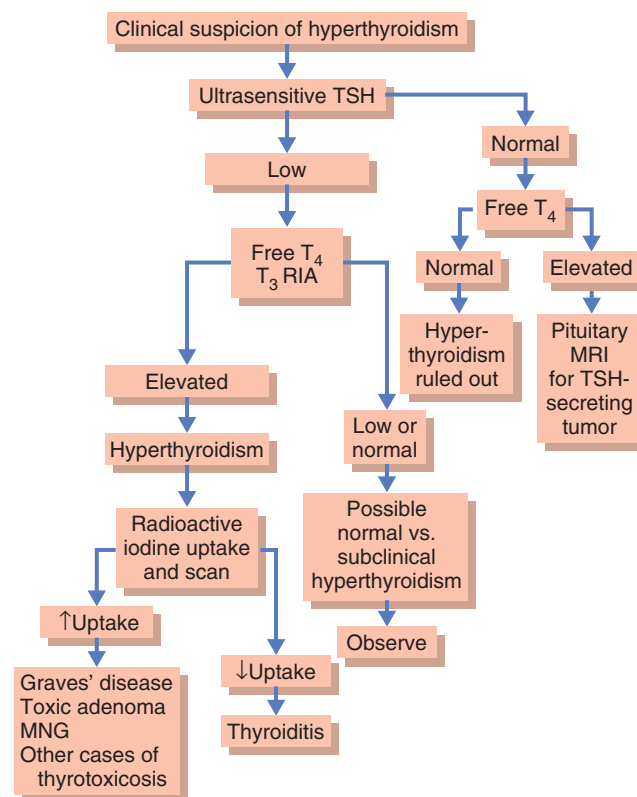 Clinical suspicion of hyperthyroidism
Ultrasensitive TSH
Normal
Low
Free T₄
Free T₄
T₃ RIA
Normal
Elevated
Hyper-
thyroidism
ruled out
Pituitary
MRI
for TSH-
secreting
tumor
Elevated
Low or
normal
Hyperthyroidism
Possible
normal vs.
subclinical
hyperthyroidism
Radioactive
iodine uptake
and scan
↑Uptake
Observe
↓Uptake
Graves' disease
Toxic adenoma
MNG
Other cases of
thyrotoxicosis
Thyroiditis